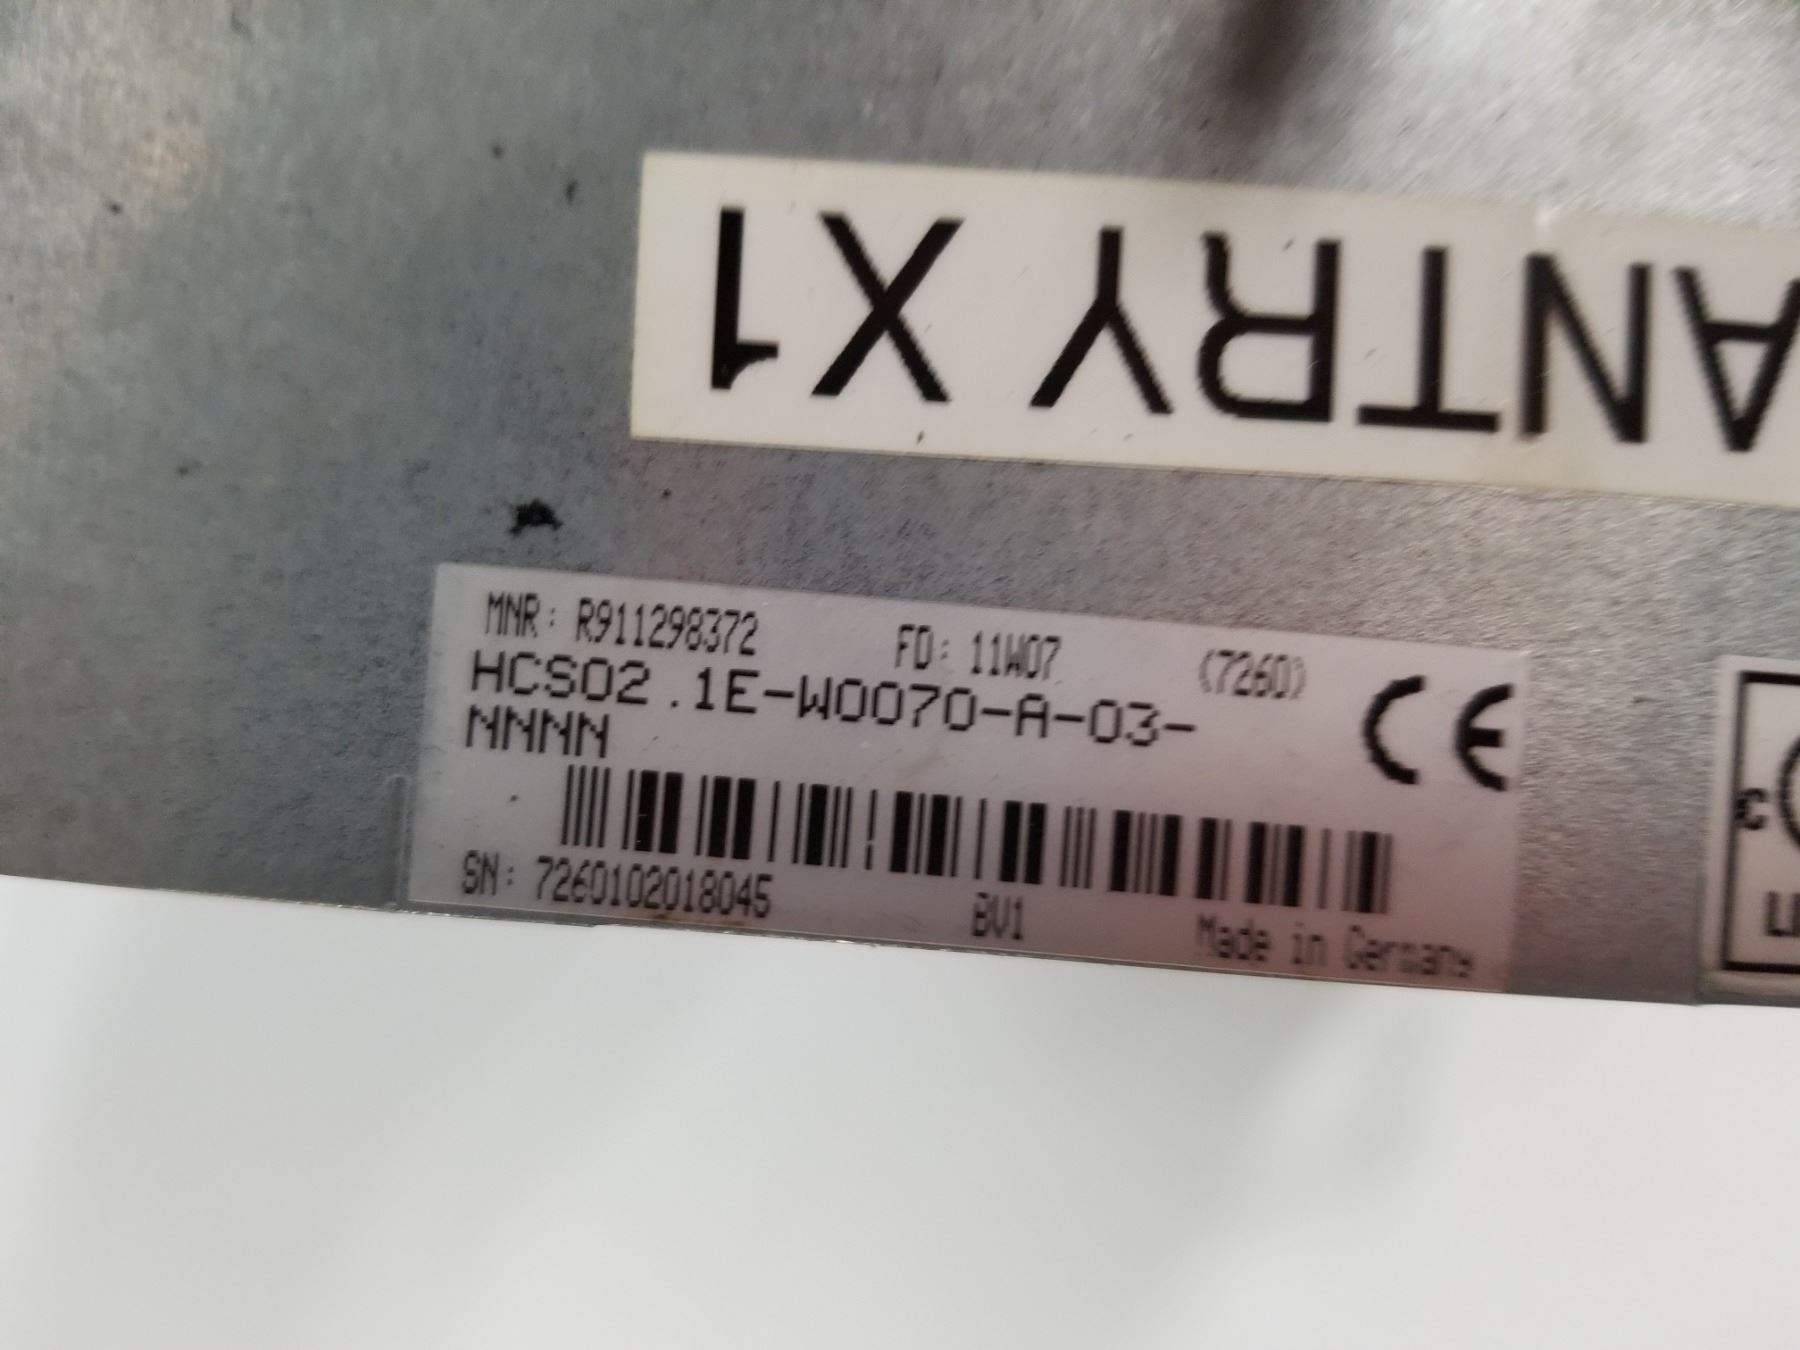 ANTRY X1
MNR: R911298372 FD: 11W07 (7260)
HCS02.1E-W0070-A-03-
NNNN
CE
SN: 7260102018045 BV1 Made in Germany
c
LI